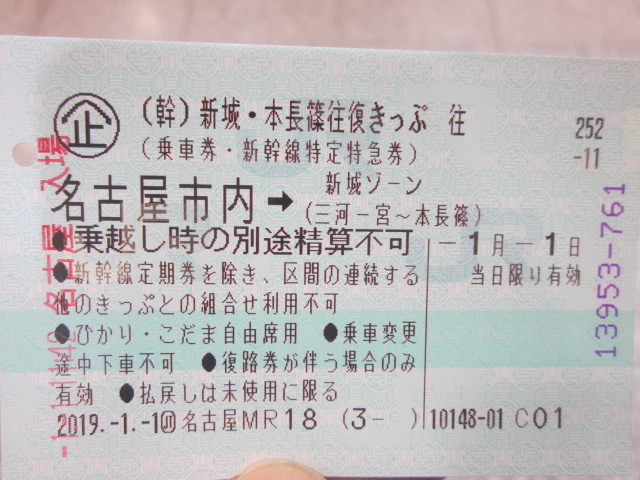 企 (幹)新城・本長篠往復きっぷ 往
252
(乗車券・新幹線特定特急券)
-11
名古屋市内→新城ゾーン
(三河一宮〜本長篠)
●乗越し時の別途精算不可
-1月-1日
●新幹線定期券を除き、区間の連続する
当日限り有効
他のきっぷとの組合せ利用不可
●ひかり・こだま自由席用 ●乗車変更
途中下車不可 ●復路券が伴う場合のみ
有効 ●払戻しは未使用に限る
2019.-1.-1 名古屋MR18 (3- ) 10148-01 C01
13953-761
名古屋 入場